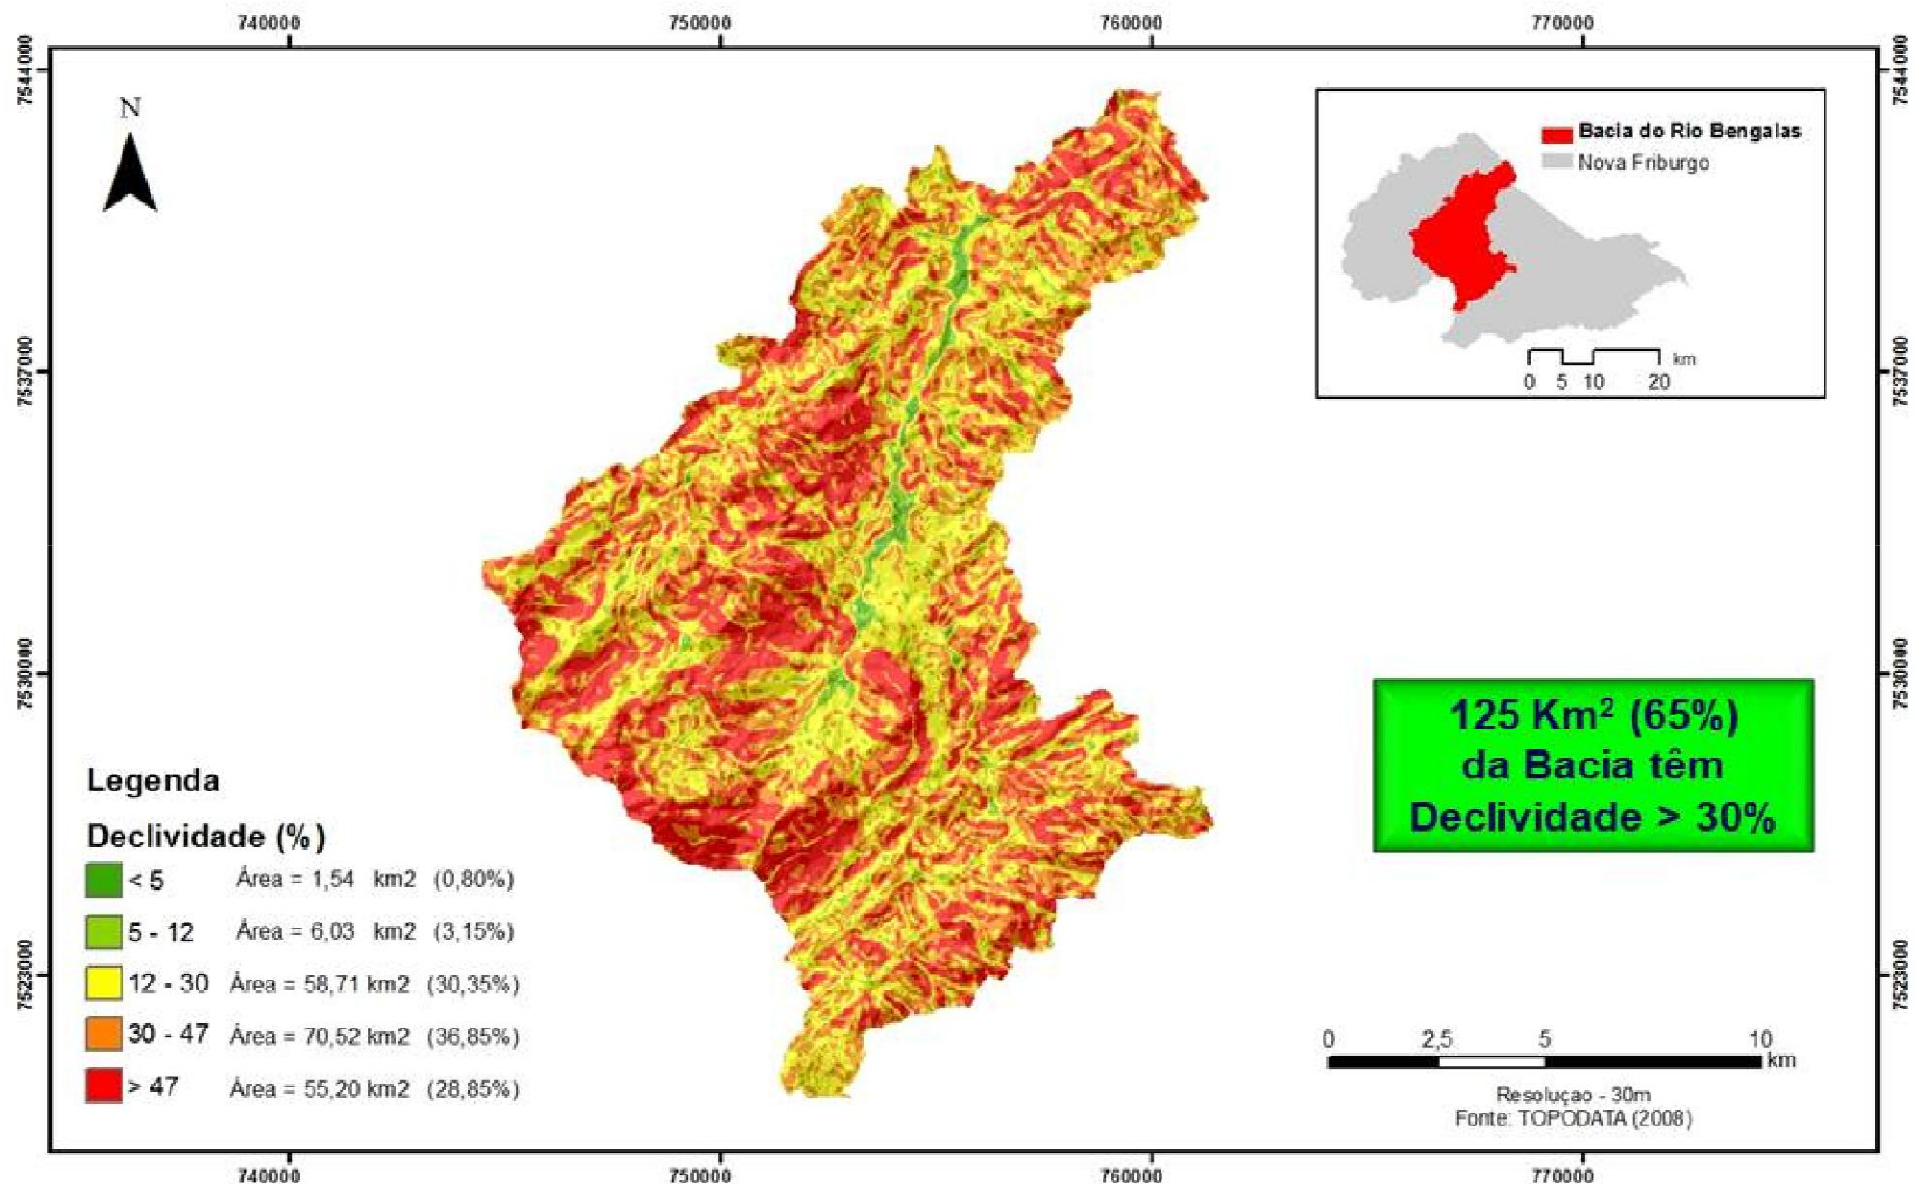 740000 750000 760000 770000
7544000 7544000
N
Bacia do Rio Bengalas
Nova Friburgo
km
0 5 10 20
7537000 7537000
7530000 7530000
125 Km² (65%)
da Bacia têm
Declividade > 30%
Legenda
Declividade (%)
< 5 Área = 1,54 km2 (0,80%)
5 - 12 Área = 6,03 km2 (3,15%)
12 - 30 Área = 58,71 km2 (30,35%)
30 - 47 Área = 70,52 km2 (36,85%)
> 47 Área = 55,20 km2 (28,85%)
7523000 7523000
0 2,5 5 10
km
Resoluçao - 30m
Fonte: TOPODATA (2008)
740000 750000 760000 770000